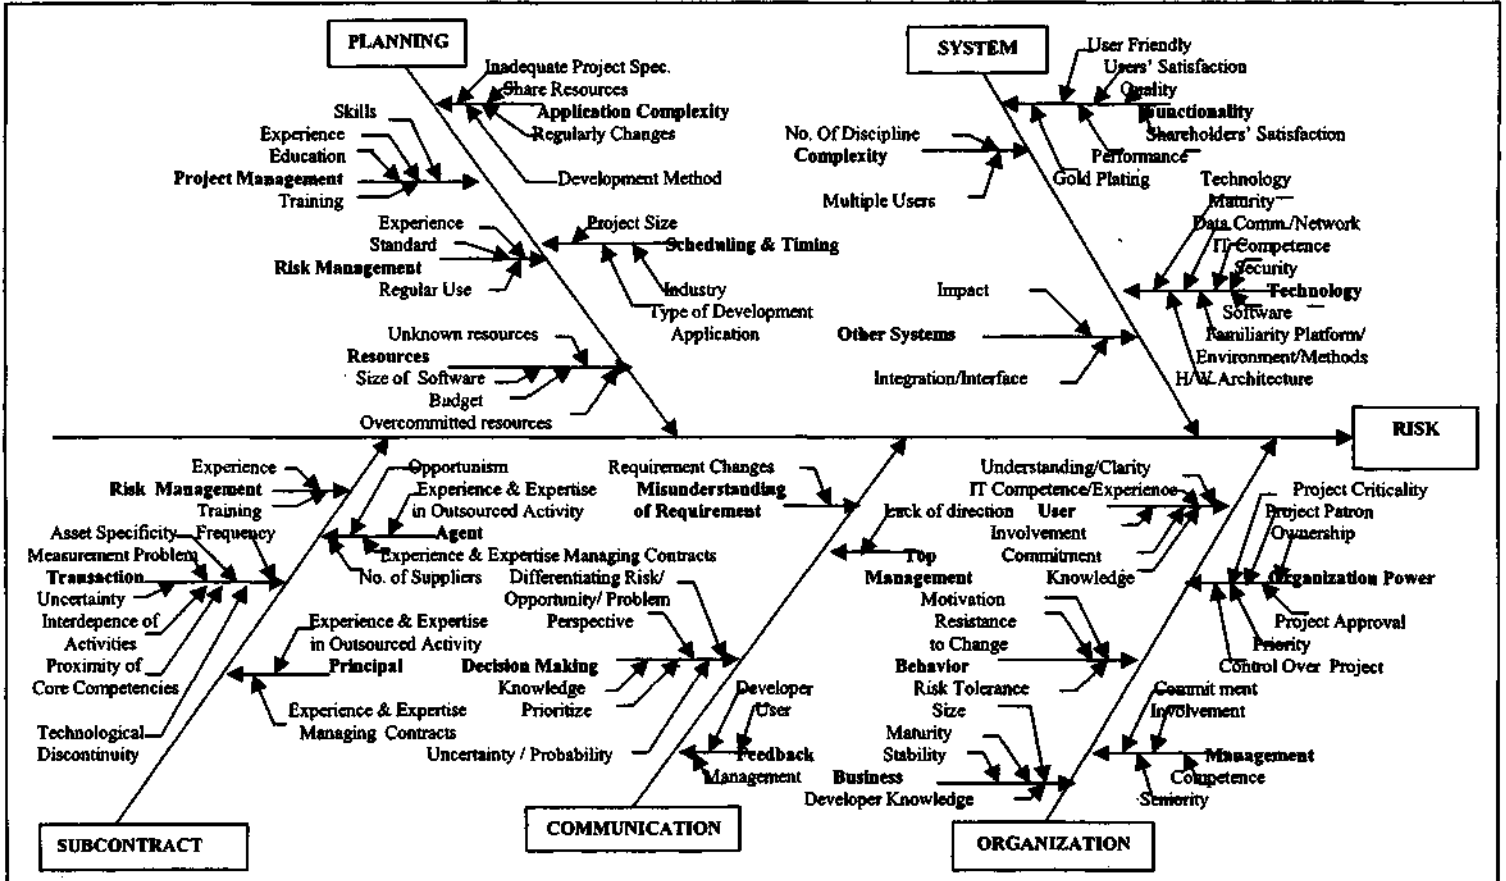 PLANNING
Inadequate Project Spec.
Share Resources
Application Complexity
Regularly Changes
Development Method
Skills
Experience
Education
Project Management
Training
Experience
Standard
Risk Management
Regular Use
Project Size
Scheduling & Timing
Industry
Type of Development
Application
Unknown resources
Resources
Size of Software
Budget
Overcommitted resources
SYSTEM
User Friendly
Users' Satisfaction
Quality
Functionality
Shareholders' Satisfaction
Performance
Gold Plating
No. Of Discipline
Complexity
Multiple Users
Technology
Maturity
Data Comm./Network
IT Competence
Security
Technology
Software
Familiarity Platform/
Environment/Methods
H/W Architecture
Impact
Other Systems
Integration/Interface
RISK
Experience
Risk Management
Training
Opportunism
Experience & Expertise
in Outsourced Activity
Agent
Experience & Expertise Managing Contracts
No. of Suppliers
Asset Specificity
Frequency
Measurement Problem
Transaction
Uncertainty
Interdepence of
Activities
Proximity of
Core Competencies
Technological
Discontinuity
Experience & Expertise
in Outsourced Activity
Principal
Experience & Expertise
Managing Contracts
SUBCONTRACT
Requirement Changes
Misunderstanding
of Requirement
Lack of direction
Top
Management
Differentiating Risk/
Opportunity/ Problem
Perspective
Decision Making
Knowledge
Prioritize
Uncertainty / Probability
Developer
User
Feedback
Management
COMMUNICATION
Understanding/Clarity
IT Competence/Experience
User
Involvement
Commitment
Knowledge
Project Criticality
Project Patron
Ownership
Organization Power
Project Approval
Priority
Control Over Project
Motivation
Resistance
to Change
Behavior
Risk Tolerance
Size
Maturity
Stability
Business
Developer Knowledge
Commit ment
Involvement
Management
Competence
Seniority
ORGANIZATION